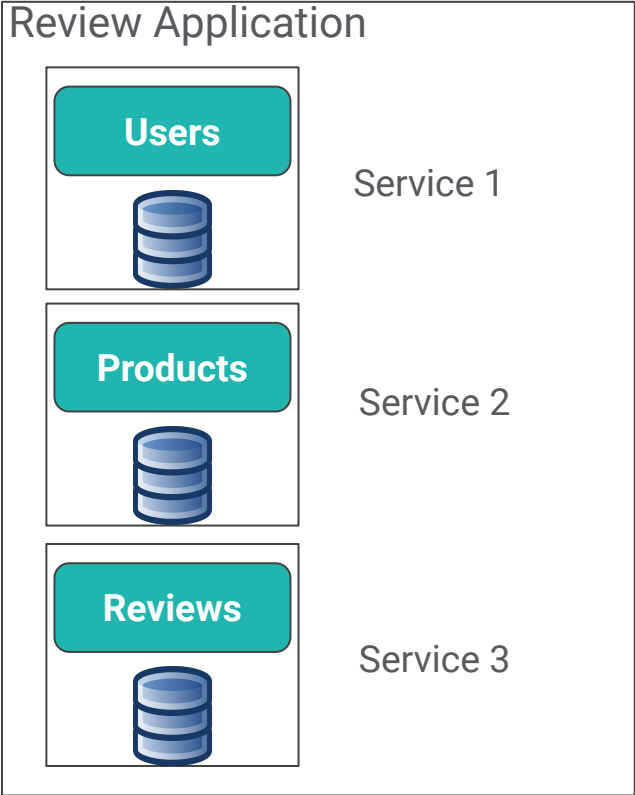 Review Application
Users
Service 1
Products
Service 2
Reviews
Service 3